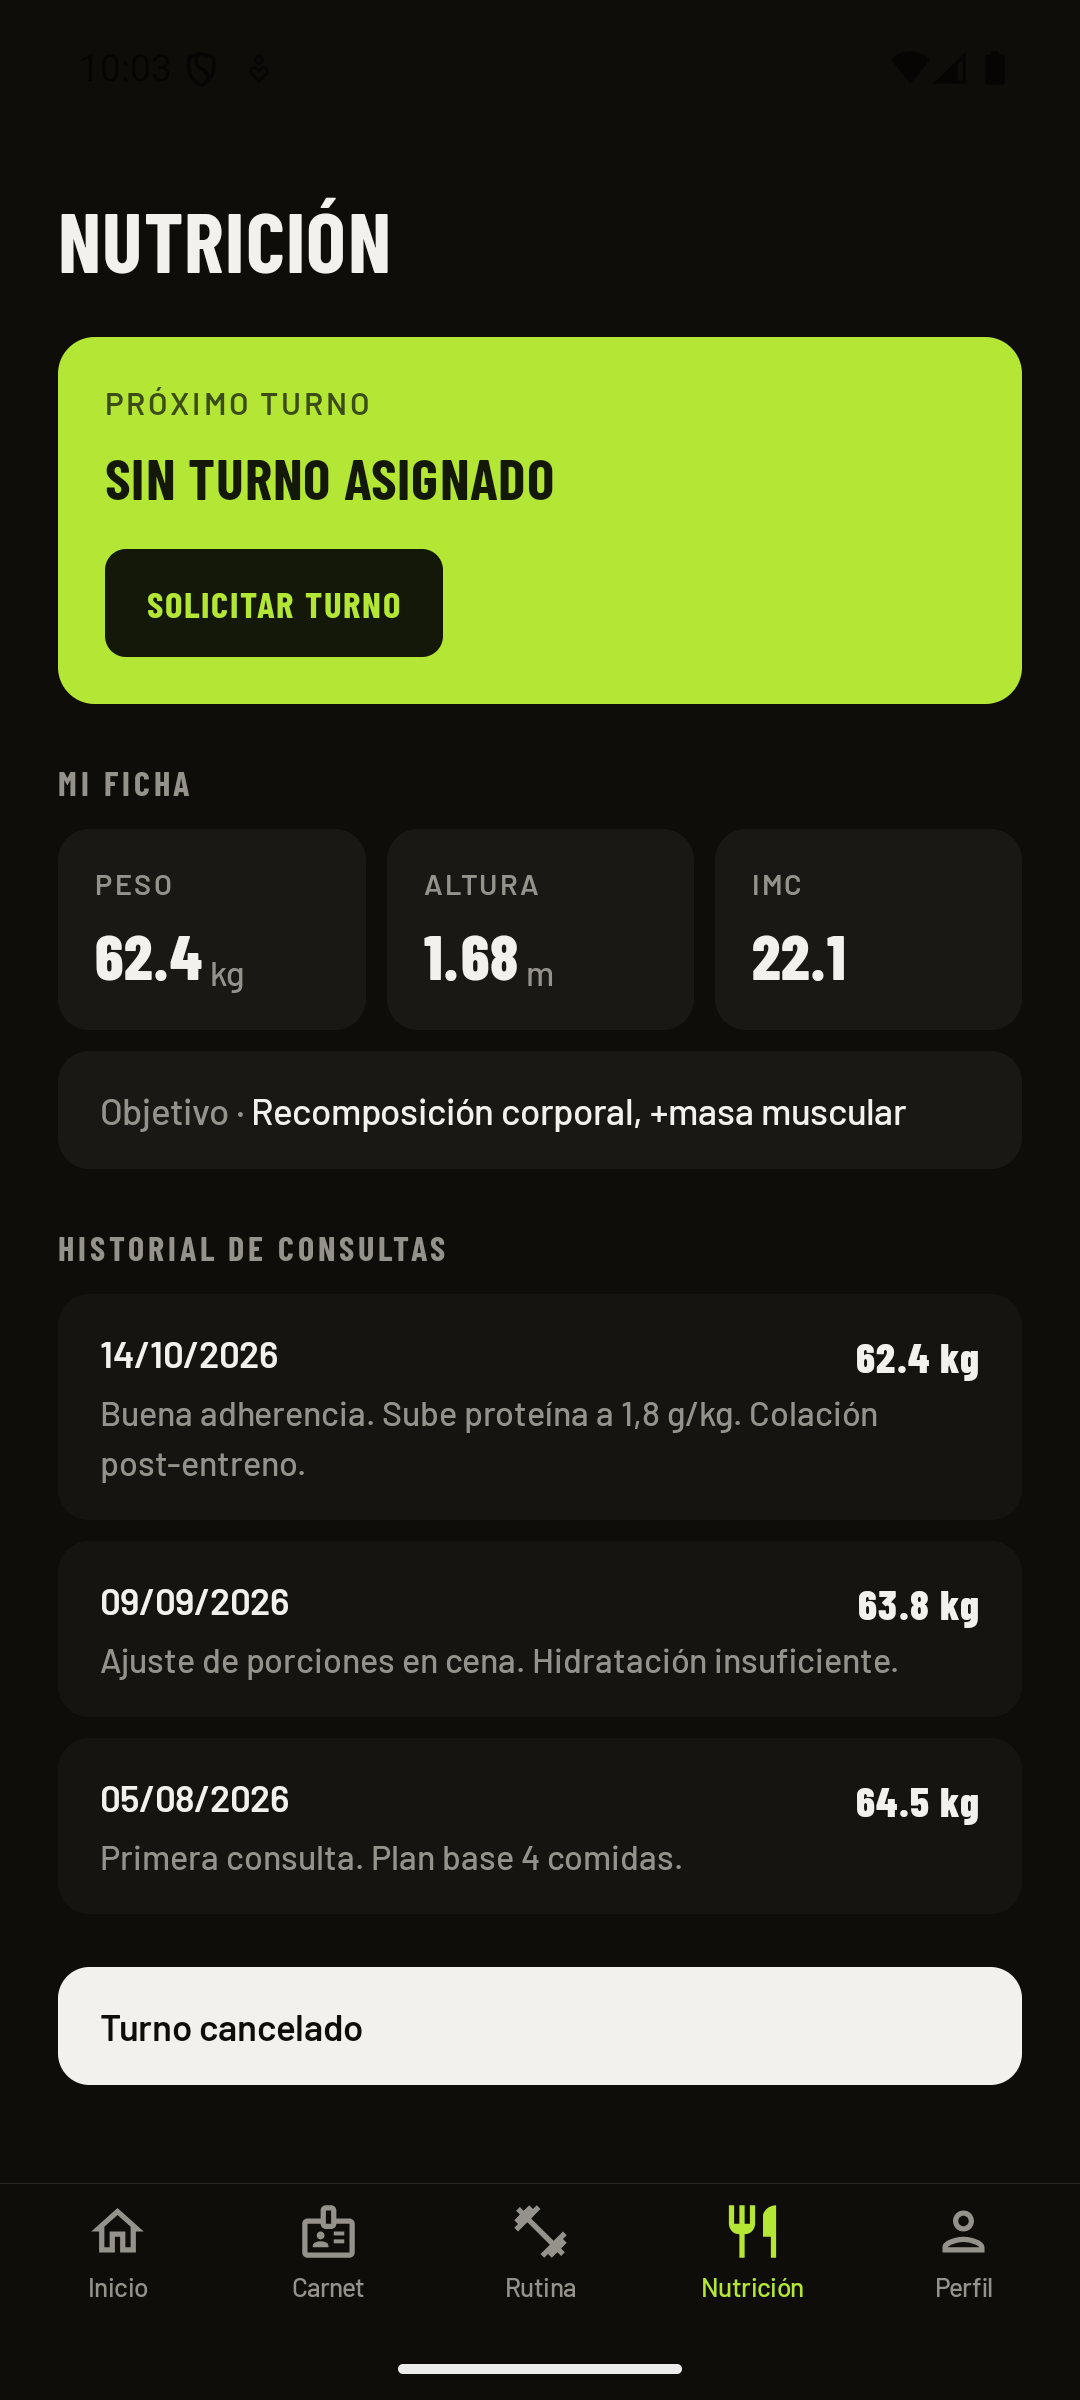 10:03
NUTRICIÓN
PRÓXIMO TURNO
SIN TURNO ASIGNADO
SOLICITAR TURNO
MI FICHA
PESO
62.4 kg
ALTURA
1.68 m
IMC
22.1
Objetivo · Recomposición corporal, +masa muscular
HISTORIAL DE CONSULTAS
14/10/2026
62.4 kg
Buena adherencia. Sube proteína a 1,8 g/kg. Colación
post-entreno.
09/09/2026
63.8 kg
Ajuste de porciones en cena. Hidratación insuficiente.
05/08/2026
64.5 kg
Primera consulta. Plan base 4 comidas.
Turno cancelado
Inicio
Carnet
Rutina
Nutrición
Perfil